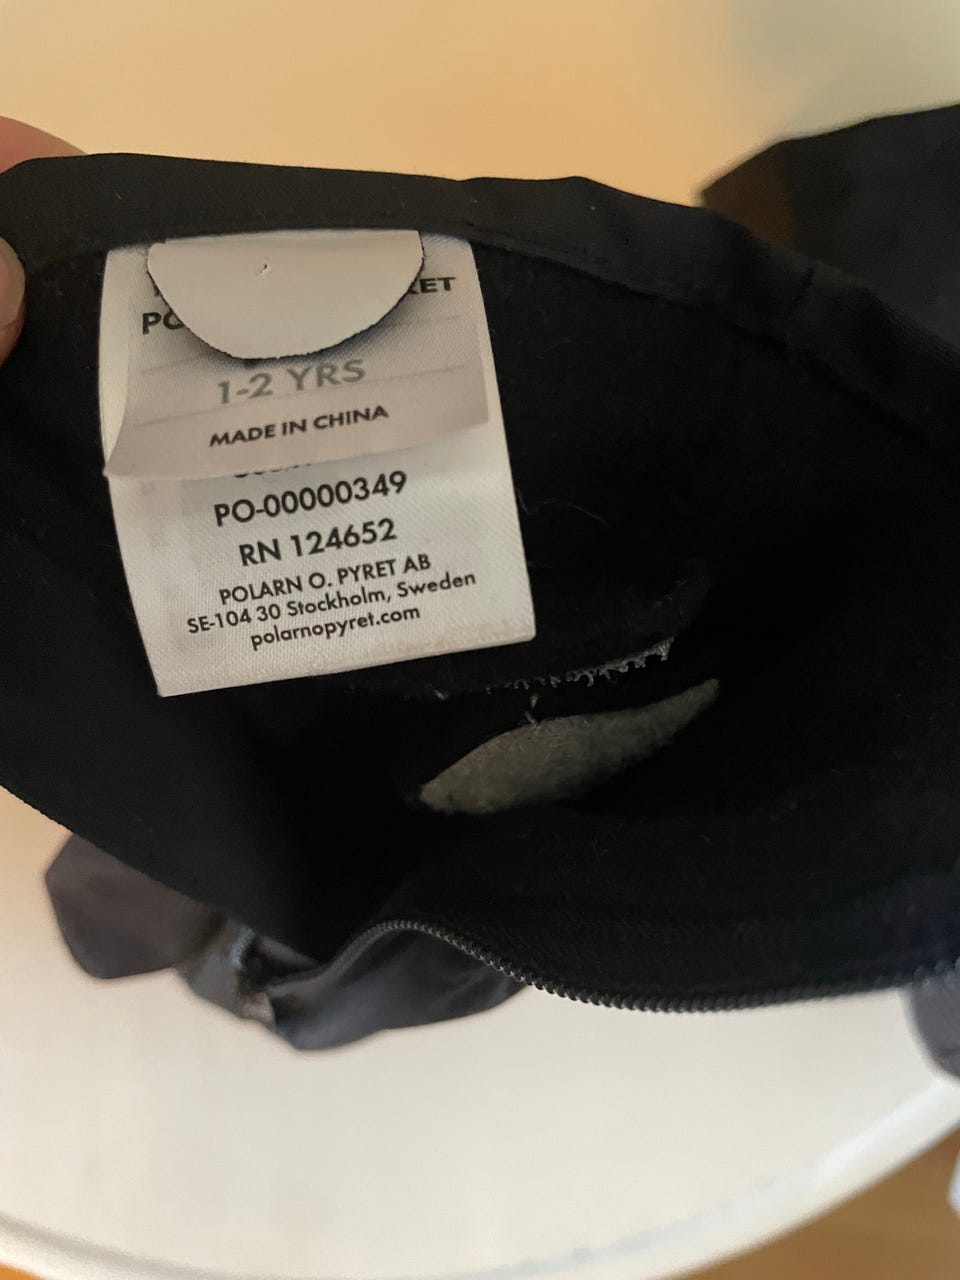 1-2 YRS
MADE IN CHINA
PO-00000349
RN 124652
POLARN O. PYRET AB
SE-104 30 Stockholm, Sweden
polarnopyret.com